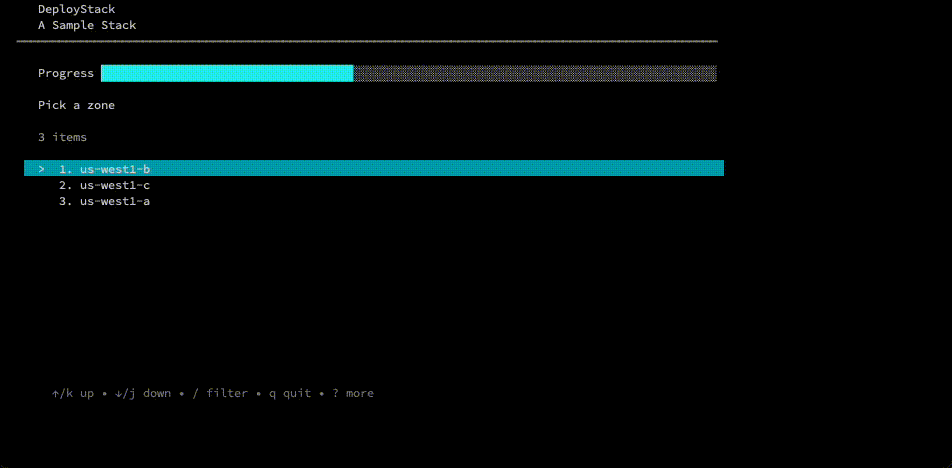 DeployStack
A Sample Stack
Progress
Pick a zone
3 items
> 1. us-west1-b
2. us-west1-c
3. us-west1-a
↑/k up • ↓/j down • / filter • q quit • ? more